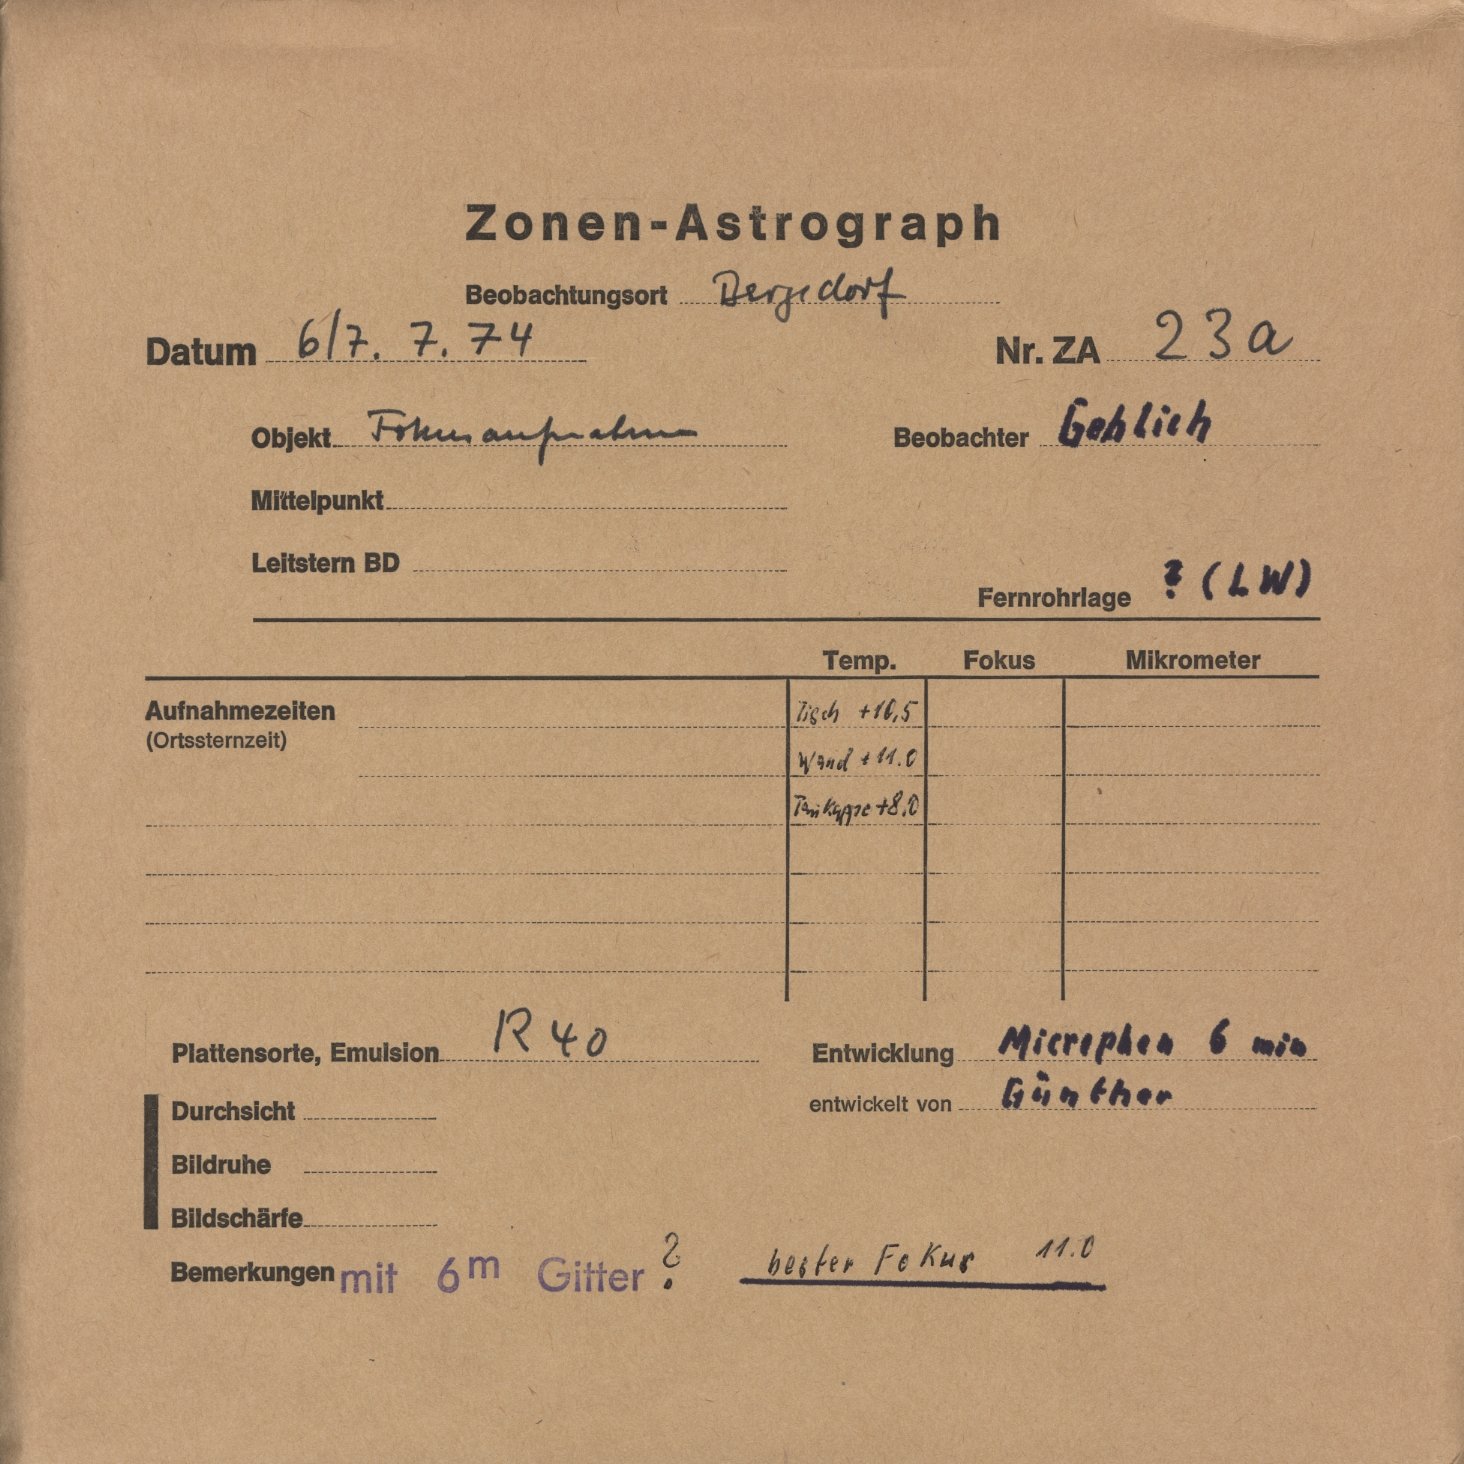 Zonen-Astrograph
Beobachtungsort Bergedorf
Datum 6/7. 7. 74 Nr. ZA 23a
Objekt Fokusaufnahme Beobachter Gehlich
Mittelpunkt
Leitstern BD
Fernrohrlage ? (LW)
Temp. Fokus Mikrometer
Aufnahmezeiten Tisch +10,5
(Ortssternzeit)
Wand +11.0
+8.0
Plattensorte, Emulsion R40 Entwicklung Microphen 6 min
Durchsicht entwickelt von Günther
Bildruhe
Bildschärfe
Bemerkungen mit 6m Gitter ? bester Fokus 11.0